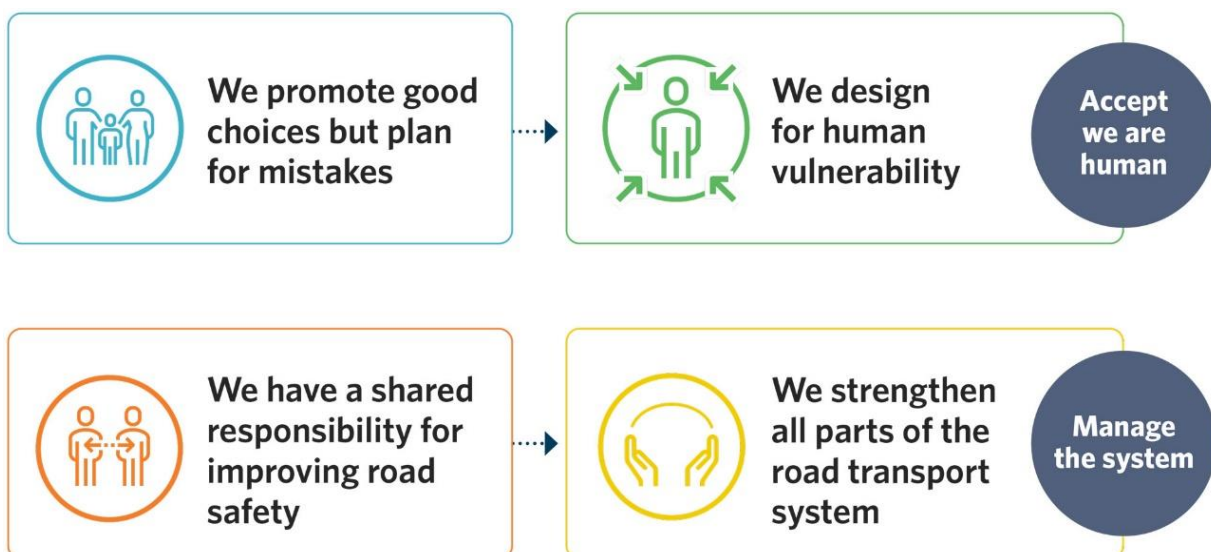 We promote good
choices but plan
for mistakes
We design
for human
vulnerability
Accept
we are
human
We have a shared
responsibility for
improving road
safety
We strengthen
all parts of the
road transport
system
Manage
the system